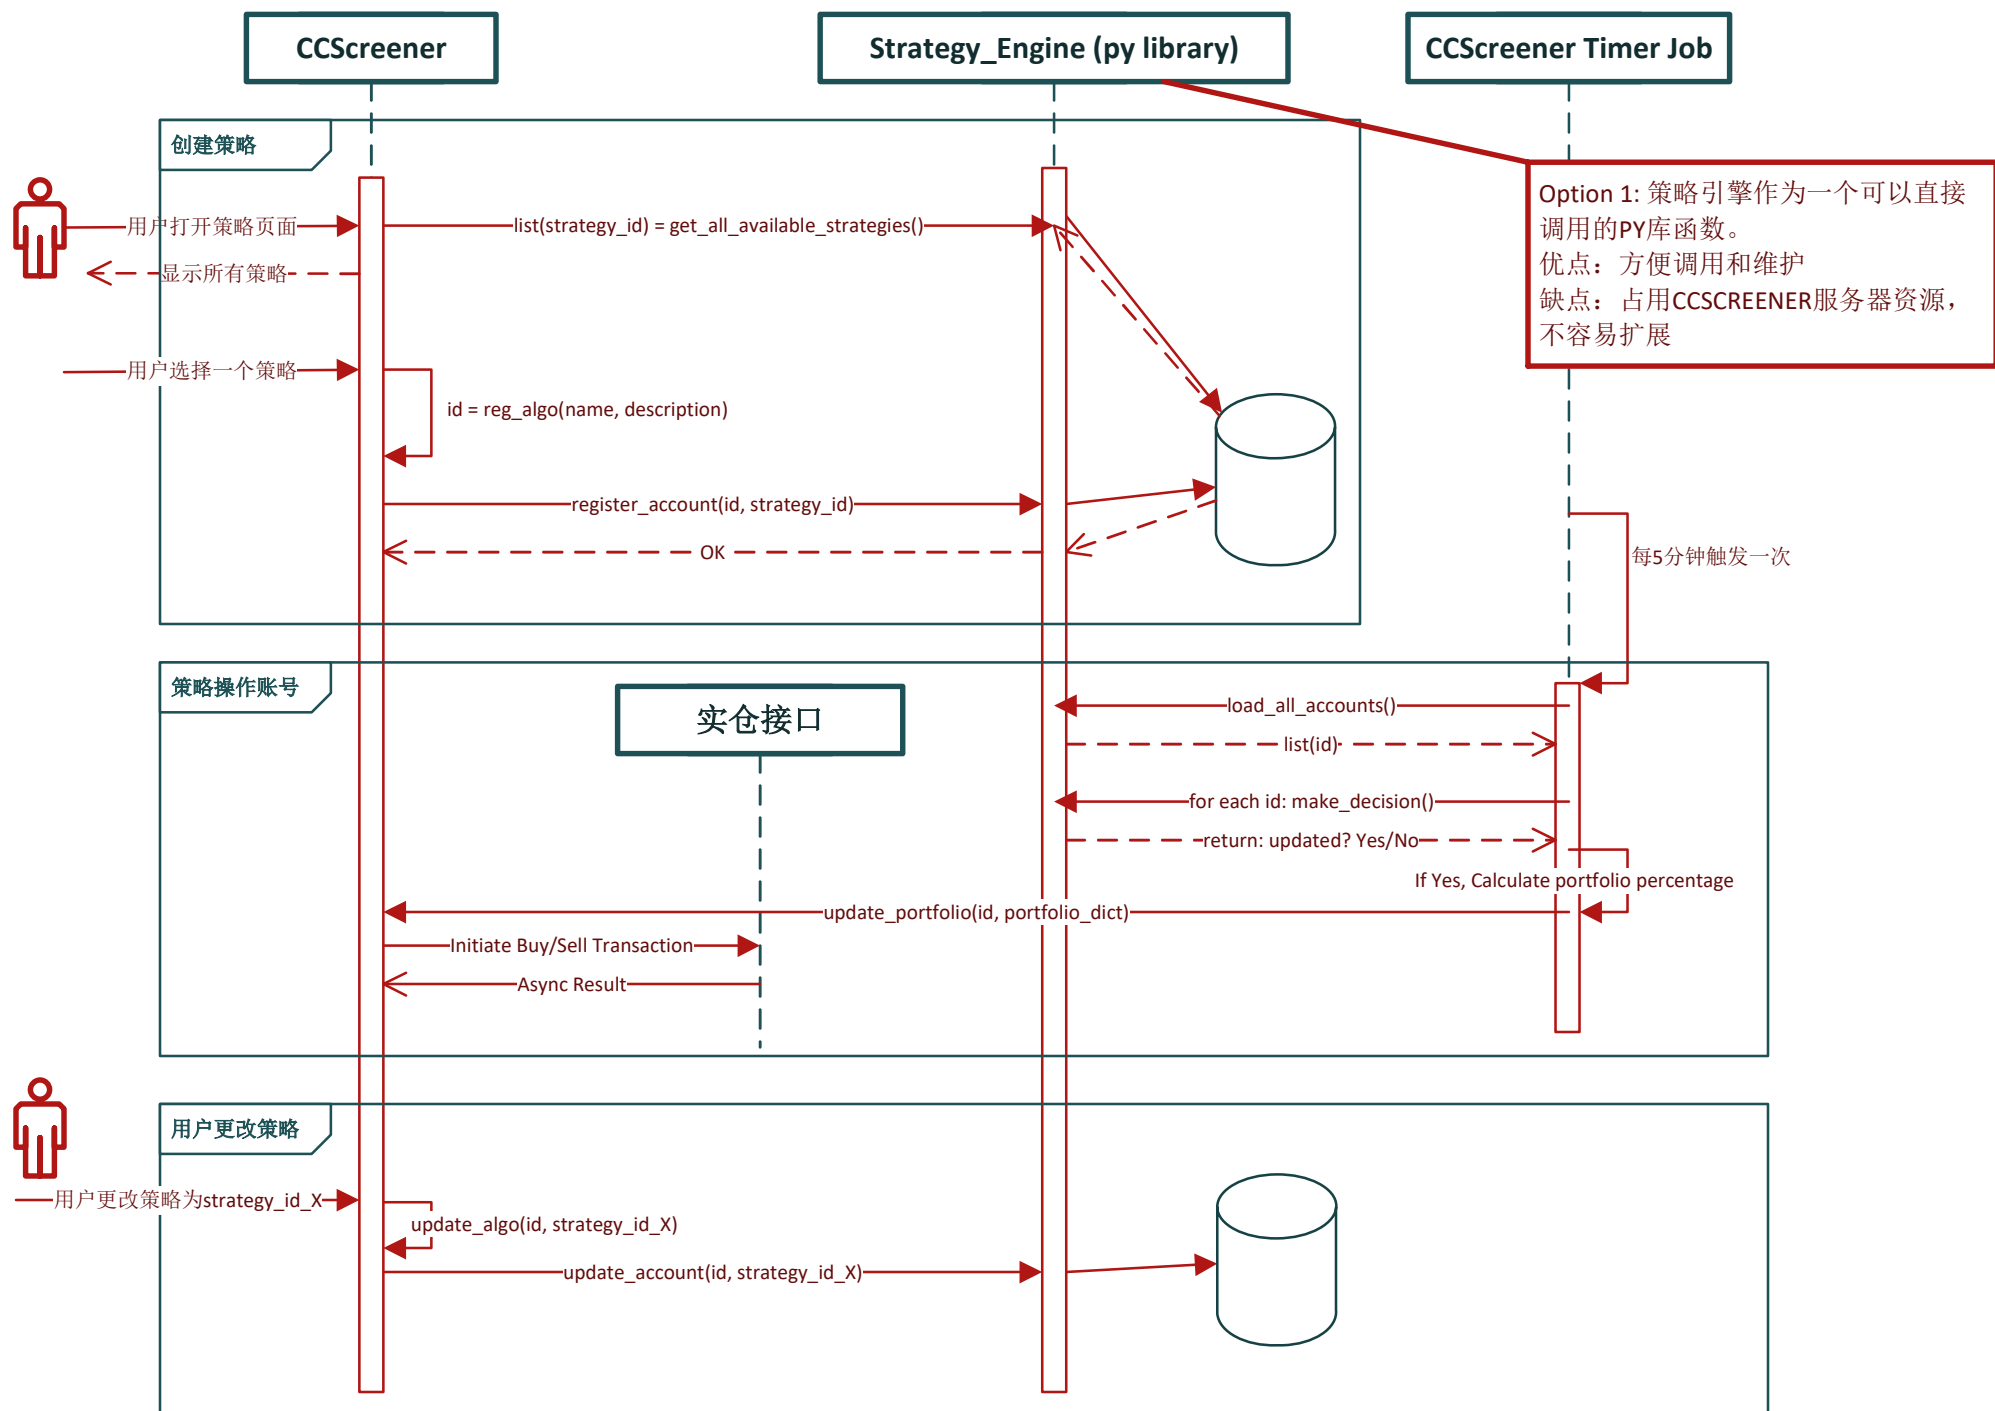 CCScreener
Strategy_Engine (py library)
CCScreener Timer Job
创建策略
Option 1: 策略引擎作为一个可以直接
调用的PY库函数。
优点：方便调用和维护
缺点：占用CCSCREENER服务器资源，
不容易扩展
用户打开策略页面
list(strategy_id) = get_all_available_strategies()
显示所有策略
用户选择一个策略
id = reg_algo(name, description)
register_account(id, strategy_id)
OK
每5分钟触发一次
策略操作账号
实仓接口
load_all_accounts()
list(id)
for each id: make_decision()
return: updated? Yes/No
If Yes, Calculate portfolio percentage
update_portfolio(id, portfolio_dict)
Initiate Buy/Sell Transaction
Async Result
用户更改策略
用户更改策略为strategy_id_X
update_algo(id, strategy_id_X)
update_account(id, strategy_id_X)